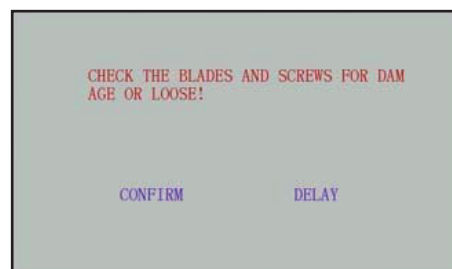 CHECK THE BLADES AND SCREWS FOR DAM
AGE OR LOOSE!
CONFIRM DELAY